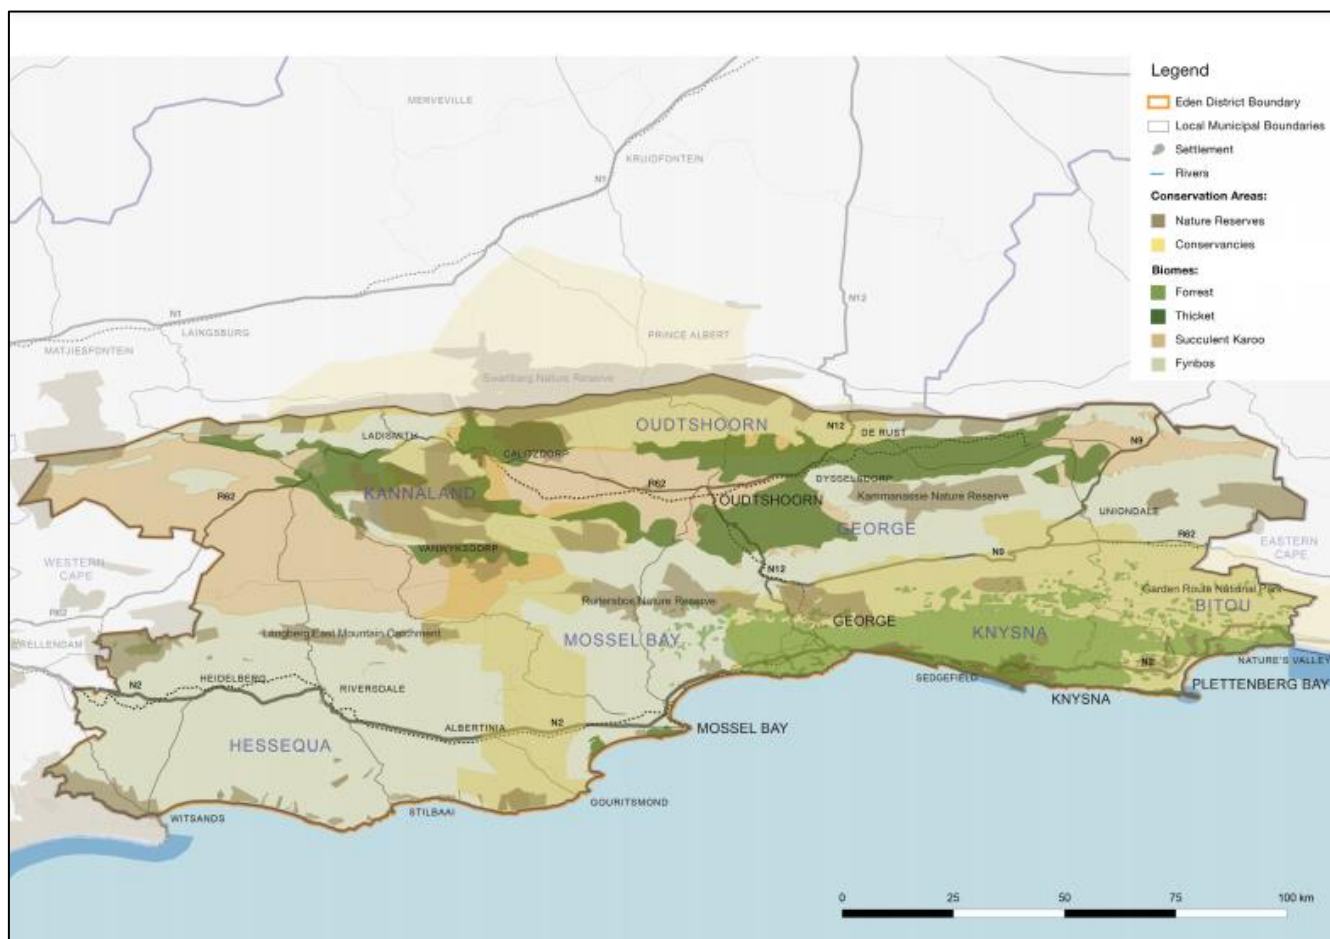 Legend
Eden District Boundary
Local Municipal Boundaries
Settlement
Rivers
Conservation Areas:
Nature Reserves
Conservancies
Biomes:
Forrest
Thicket
Succulent Karoo
Fynbos
MERVEVILLE
KRUIDFONTEIN
N1
N12
N1
LAINGSBURG
MATJIESFONTEIN
PRINCE ALBERT
Swartberg Nature Reserve
OUDTSHOORN
N12
DE RUST
LADISMITH
N9
CALITZDORP
R62
R62
DYSSELSDORP
KANNALAND
OUDTSHOORN
Kammanassie Nature Reserve
GEORGE
UNIONDALE
R62
EASTERN
CAPE
VANWYKSDORP
N9
WESTERN
CAPE
N12
R62
Garden Route National Park
BITOU
Ruitersbos Nature Reserve
GEORGE
KNYSNA
Langberg East Mountain Catchment
MOSSEL BAY
N2
NATURE'S VALLEY
HEIDELBERG
N2
RIVERSDALE
SEDGEFIELD
PLETTENBERG BAY
KNYSNA
ALBERTINIA
N2
MOSSEL BAY
HESSEQUA
GOURITSMOND
STILBAAI
WITSANDS
0 25 50 75 100 km